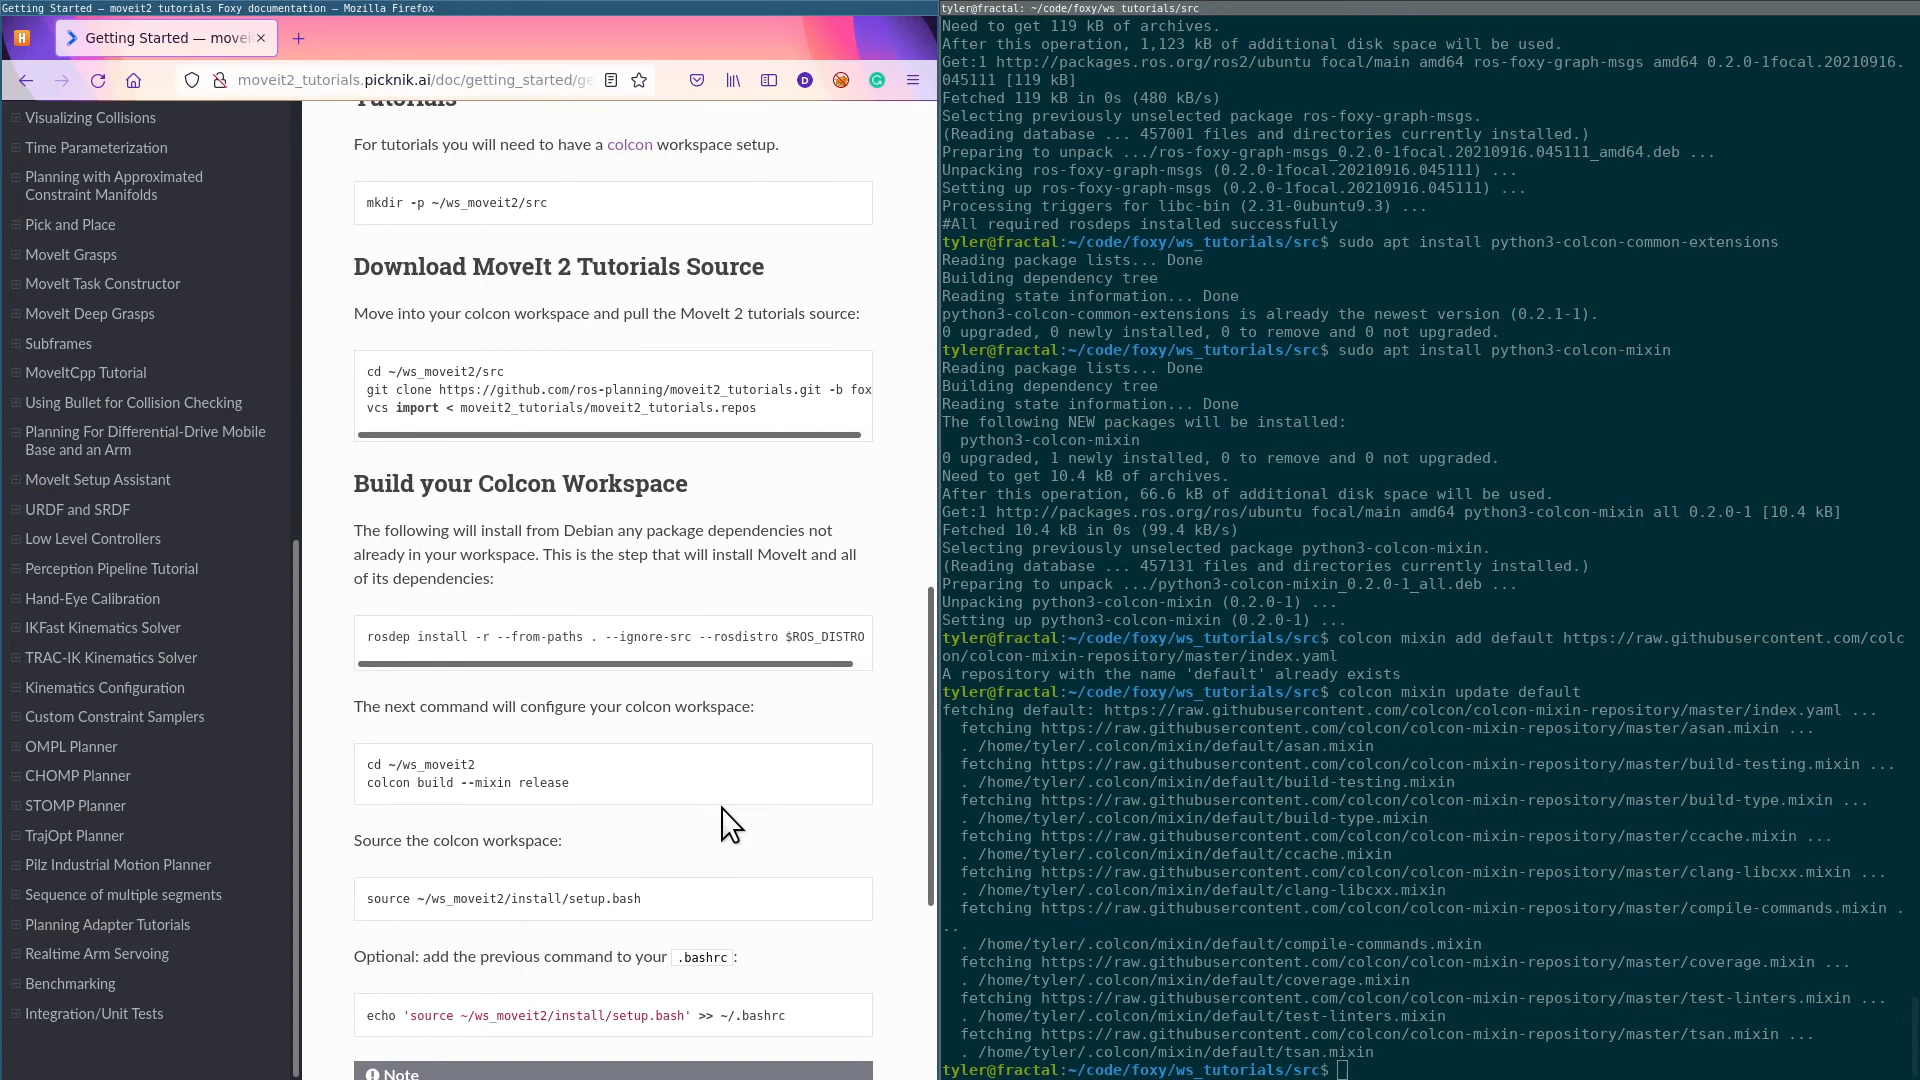 Getting Started — moveit2 tutorials Foxy documentation — Mozilla Firefox
H
Getting Started — movei
moveit2_tutorials.picknik.ai/doc/getting_started/ge
D
Visualizing Collisions
Time Parameterization
Planning with Approximated
Constraint Manifolds
Pick and Place
MoveIt Grasps
MoveIt Task Constructor
MoveIt Deep Grasps
Subframes
MoveItCpp Tutorial
Using Bullet for Collision Checking
Planning For Differential-Drive Mobile
Base and an Arm
MoveIt Setup Assistant
URDF and SRDF
Low Level Controllers
Perception Pipeline Tutorial
Hand-Eye Calibration
IKFast Kinematics Solver
TRAC-IK Kinematics Solver
Kinematics Configuration
Custom Constraint Samplers
OMPL Planner
CHOMP Planner
STOMP Planner
TrajOpt Planner
Pilz Industrial Motion Planner
Sequence of multiple segments
Planning Adapter Tutorials
Realtime Arm Servoing
Benchmarking
Integration/Unit Tests
Tutorials
For tutorials you will need to have a colcon workspace setup.
mkdir -p ~/ws_moveit2/src
Download MoveIt 2 Tutorials Source
Move into your colcon workspace and pull the MoveIt 2 tutorials source:
cd ~/ws_moveit2/src
git clone https://github.com/ros-planning/moveit2_tutorials.git -b fox
vcs import < moveit2_tutorials/moveit2_tutorials.repos
Build your Colcon Workspace
The following will install from Debian any package dependencies not
already in your workspace. This is the step that will install MoveIt and all
of its dependencies:
rosdep install -r --from-paths . --ignore-src --rosdistro $ROS_DISTRO
The next command will configure your colcon workspace:
cd ~/ws_moveit2
colcon build --mixin release
Source the colcon workspace:
source ~/ws_moveit2/install/setup.bash
Optional: add the previous command to your .bashrc:
echo 'source ~/ws_moveit2/install/setup.bash' >> ~/.bashrc
Note
tyler@fractal: ~/code/foxy/ws_tutorials/src
Need to get 119 kB of archives.
After this operation, 1,123 kB of additional disk space will be used.
Get:1 http://packages.ros.org/ros2/ubuntu focal/main amd64 ros-foxy-graph-msgs amd64 0.2.0-1focal.20210916.
045111 [119 kB]
Fetched 119 kB in 0s (480 kB/s)
Selecting previously unselected package ros-foxy-graph-msgs.
(Reading database ... 457001 files and directories currently installed.)
Preparing to unpack .../ros-foxy-graph-msgs_0.2.0-1focal.20210916.045111_amd64.deb ...
Unpacking ros-foxy-graph-msgs (0.2.0-1focal.20210916.045111) ...
Setting up ros-foxy-graph-msgs (0.2.0-1focal.20210916.045111) ...
Processing triggers for libc-bin (2.31-0ubuntu9.3) ...
#All required rosdeps installed successfully
tyler@fractal:~/code/foxy/ws_tutorials/src$ sudo apt install python3-colcon-common-extensions
Reading package lists... Done
Building dependency tree
Reading state information... Done
python3-colcon-common-extensions is already the newest version (0.2.1-1).
0 upgraded, 0 newly installed, 0 to remove and 0 not upgraded.
tyler@fractal:~/code/foxy/ws_tutorials/src$ sudo apt install python3-colcon-mixin
Reading package lists... Done
Building dependency tree
Reading state information... Done
The following NEW packages will be installed:
python3-colcon-mixin
0 upgraded, 1 newly installed, 0 to remove and 0 not upgraded.
Need to get 10.4 kB of archives.
After this operation, 66.6 kB of additional disk space will be used.
Get:1 http://packages.ros.org/ros/ubuntu focal/main amd64 python3-colcon-mixin all 0.2.0-1 [10.4 kB]
Fetched 10.4 kB in 0s (99.4 kB/s)
Selecting previously unselected package python3-colcon-mixin.
(Reading database ... 457131 files and directories currently installed.)
Preparing to unpack .../python3-colcon-mixin_0.2.0-1_all.deb ...
Unpacking python3-colcon-mixin (0.2.0-1) ...
Setting up python3-colcon-mixin (0.2.0-1) ...
tyler@fractal:~/code/foxy/ws_tutorials/src$ colcon mixin add default https://raw.githubusercontent.com/colc
on/colcon-mixin-repository/master/index.yaml
A repository with the name 'default' already exists
tyler@fractal:~/code/foxy/ws_tutorials/src$ colcon mixin update default
fetching default: https://raw.githubusercontent.com/colcon/colcon-mixin-repository/master/index.yaml ...
fetching https://raw.githubusercontent.com/colcon/colcon-mixin-repository/master/asan.mixin ...
. /home/tyler/.colcon/mixin/default/asan.mixin
fetching https://raw.githubusercontent.com/colcon/colcon-mixin-repository/master/build-testing.mixin ...
. /home/tyler/.colcon/mixin/default/build-testing.mixin
fetching https://raw.githubusercontent.com/colcon/colcon-mixin-repository/master/build-type.mixin ...
. /home/tyler/.colcon/mixin/default/build-type.mixin
fetching https://raw.githubusercontent.com/colcon/colcon-mixin-repository/master/ccache.mixin ...
. /home/tyler/.colcon/mixin/default/ccache.mixin
fetching https://raw.githubusercontent.com/colcon/colcon-mixin-repository/master/clang-libcxx.mixin ...
. /home/tyler/.colcon/mixin/default/clang-libcxx.mixin
fetching https://raw.githubusercontent.com/colcon/colcon-mixin-repository/master/compile-commands.mixin .
..
. /home/tyler/.colcon/mixin/default/compile-commands.mixin
fetching https://raw.githubusercontent.com/colcon/colcon-mixin-repository/master/coverage.mixin ...
. /home/tyler/.colcon/mixin/default/coverage.mixin
fetching https://raw.githubusercontent.com/colcon/colcon-mixin-repository/master/test-linters.mixin ...
. /home/tyler/.colcon/mixin/default/test-linters.mixin
fetching https://raw.githubusercontent.com/colcon/colcon-mixin-repository/master/tsan.mixin ...
. /home/tyler/.colcon/mixin/default/tsan.mixin
tyler@fractal:~/code/foxy/ws_tutorials/src$